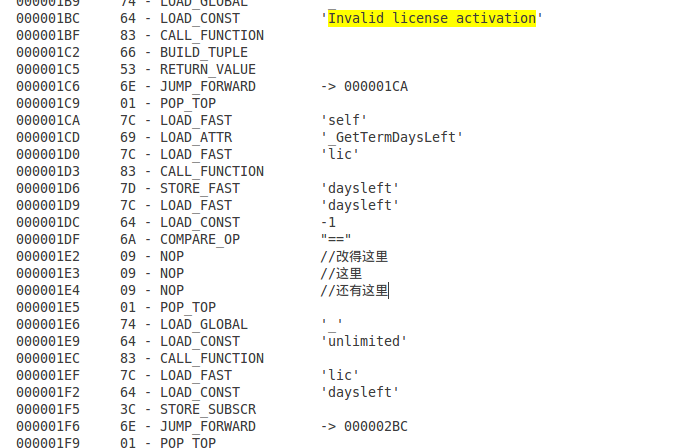 000001B9 74 - LOAD_GLOBAL '_'
000001BC 64 - LOAD_CONST 'Invalid license activation'
000001BF 83 - CALL_FUNCTION
000001C2 66 - BUILD_TUPLE
000001C5 53 - RETURN_VALUE
000001C6 6E - JUMP_FORWARD -> 000001CA
000001C9 01 - POP_TOP
000001CA 7C - LOAD_FAST 'self'
000001CD 69 - LOAD_ATTR '_GetTermDaysLeft'
000001D0 7C - LOAD_FAST 'lic'
000001D3 83 - CALL_FUNCTION
000001D6 7D - STORE_FAST 'daysleft'
000001D9 7C - LOAD_FAST 'daysleft'
000001DC 64 - LOAD_CONST -1
000001DF 6A - COMPARE_OP "=="
000001E2 09 - NOP //改得这里
000001E3 09 - NOP //这里
000001E4 09 - NOP //还有这里
000001E5 01 - POP_TOP
000001E6 74 - LOAD_GLOBAL '_'
000001E9 64 - LOAD_CONST 'unlimited'
000001EC 83 - CALL_FUNCTION
000001EF 7C - LOAD_FAST 'lic'
000001F2 64 - LOAD_CONST 'daysleft'
000001F5 3C - STORE_SUBSCR
000001F6 6E - JUMP_FORWARD -> 000002BC
000001F9 01 - POP_TOP